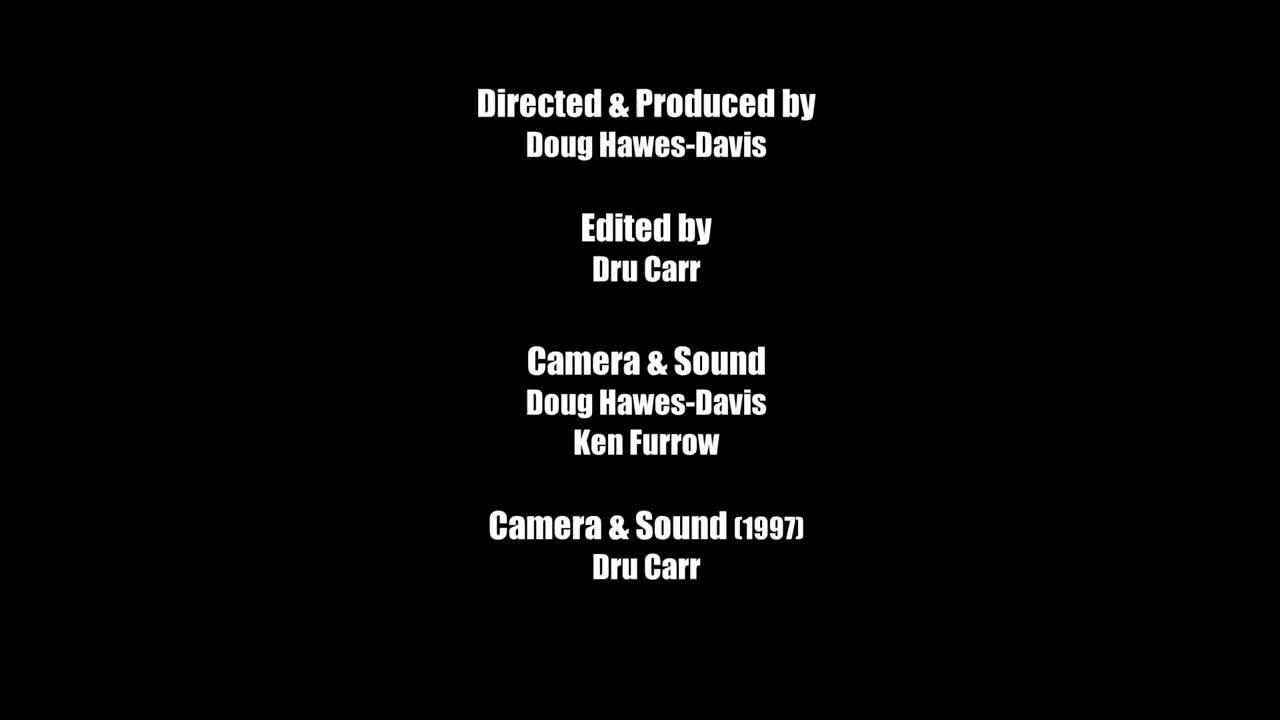 Directed & Produced by
Doug Hawes-Davis
Edited by
Dru Carr
Camera & Sound
Doug Hawes-Davis
Ken Furrow
Camera & Sound (1997)
Dru Carr